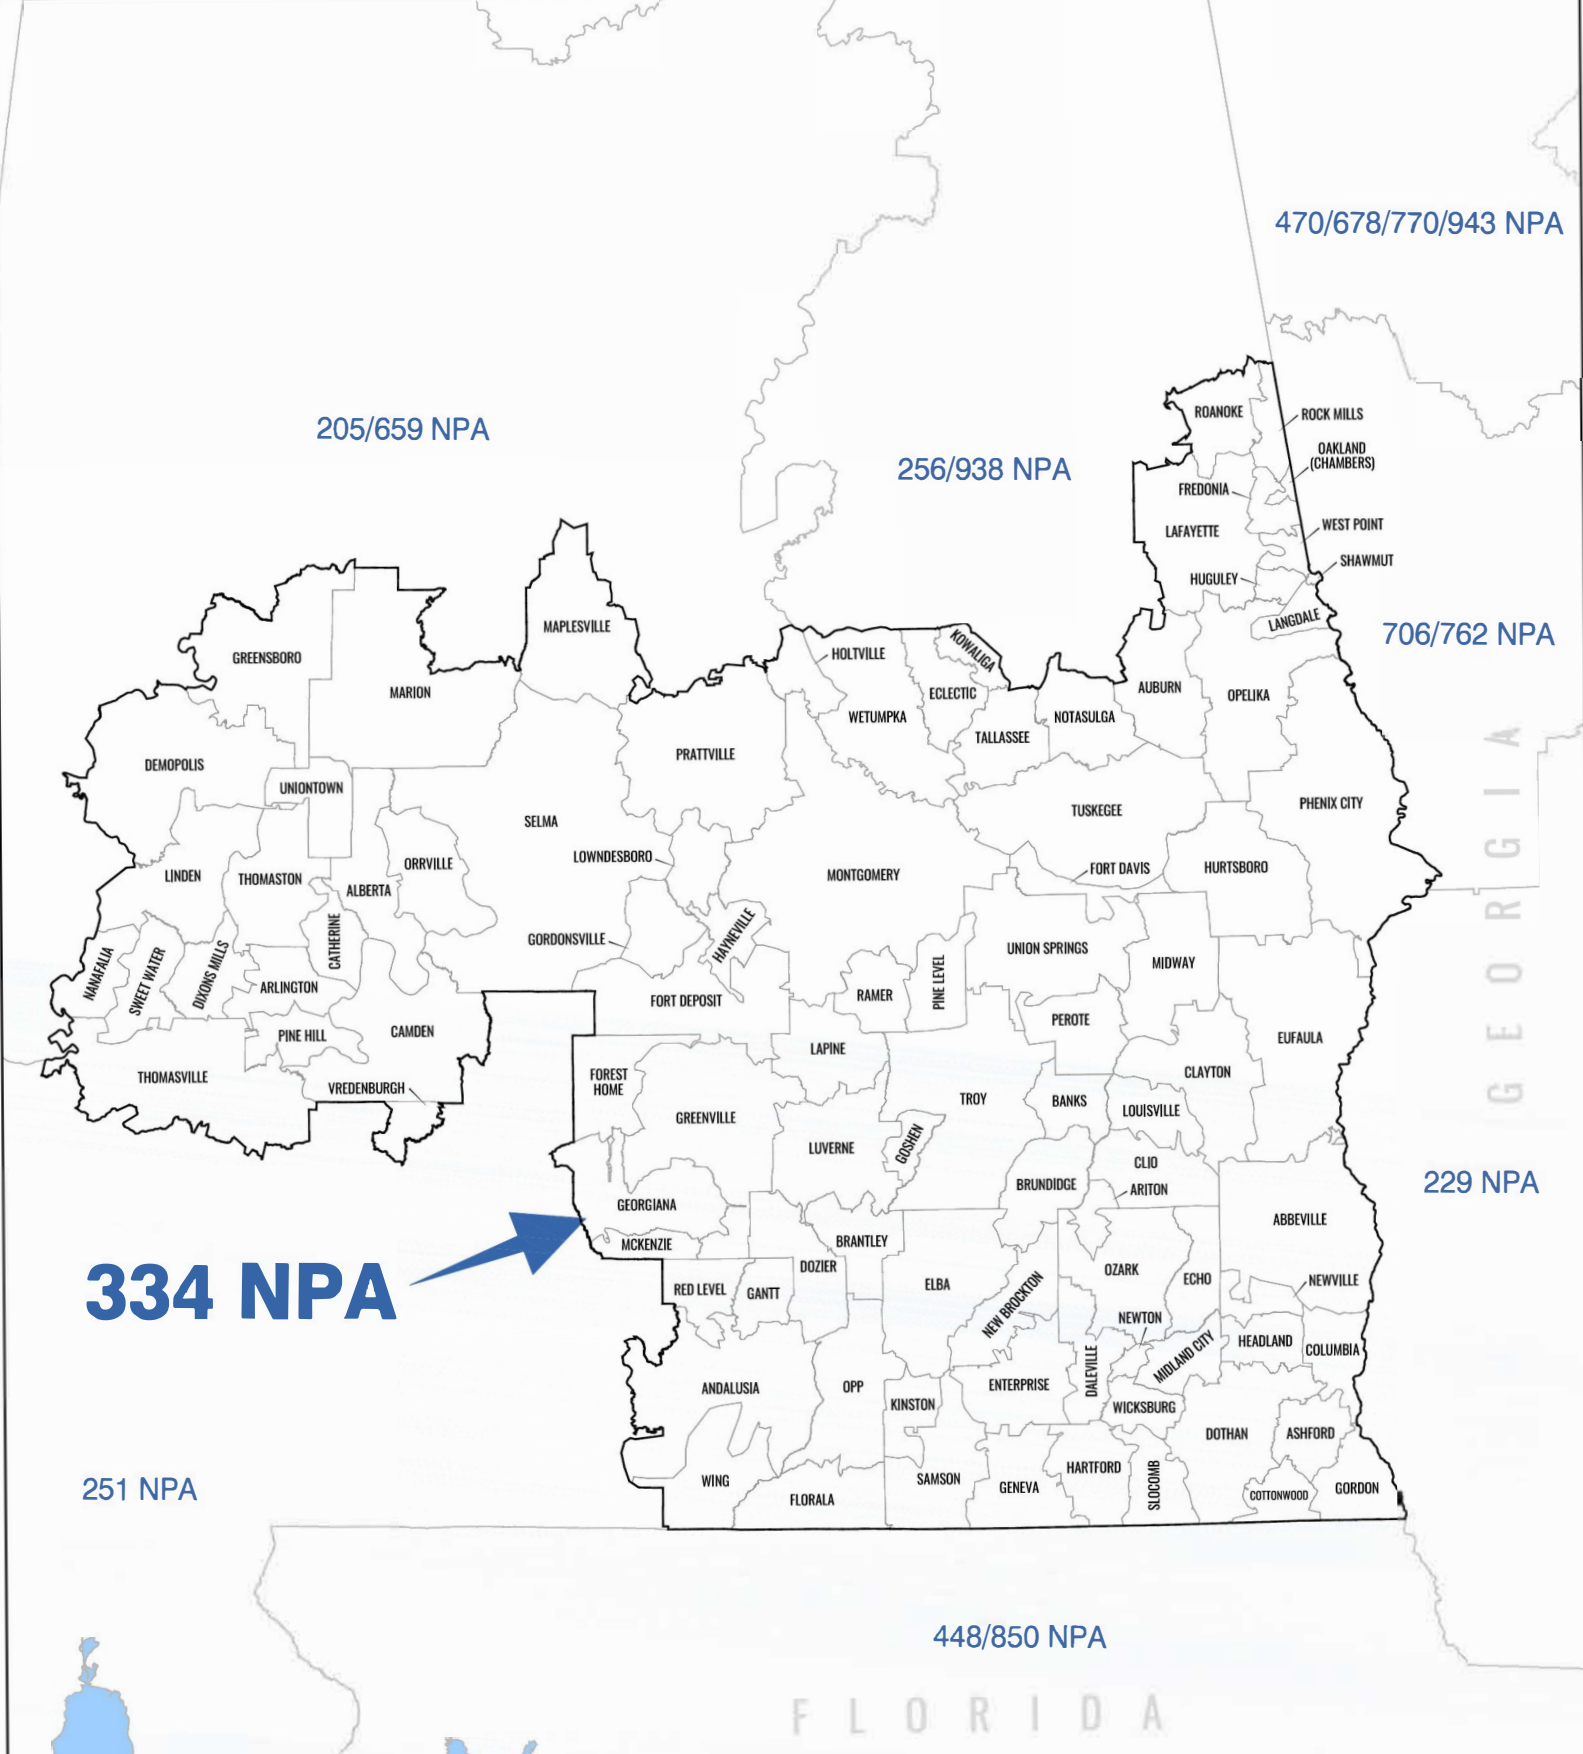 470/678/770/943 NPA
205/659 NPA
256/938 NPA
ROANOKE
ROCK MILLS
OAKLAND
(CHAMBERS)
FREDONIA
WEST POINT
LAFAYETTE
SHAWMUT
HUGULEY
LANGDALE
706/762 NPA
MAPLESVILLE
GREENSBORO
MARION
HOLTVILLE
KOWALIGA
ECLECTIC
WETUMPKA
TALLASSEE
NOTASULGA
AUBURN
OPELIKA
DEMOPOLIS
UNIONTOWN
PRATTVILLE
SELMA
TUSKEGEE
PHENIX CITY
LINDEN
THOMASTON
ALBERTA
ORRVILLE
LOWNDESBORO
MONTGOMERY
FORT DAVIS
HURTSBORO
GEORGIA
NANAFALIA
SWEET WATER
DIXONS MILLS
CATHERINE
ARLINGTON
GORDONSVILLE
HAYNEVILLE
FORT DEPOSIT
RAMER
PINE LEVEL
UNION SPRINGS
MIDWAY
PINE HILL
CAMDEN
PEROTE
EUFAULA
THOMASVILLE
VREDENBURGH
LAPINE
FOREST
HOME
GREENVILLE
TROY
BANKS
CLAYTON
LOUISVILLE
LUVERNE
GOSHEN
CLIO
BRUNDIDGE
ARITON
229 NPA
GEORGIANA
MCKENZIE
BRANTLEY
ABBEVILLE
334 NPA
RED LEVEL
GANTT
DOZIER
ELBA
NEW BROCKTON
OZARK
ECHO
NEWVILLE
NEWTON
DALEVILLE
MIDLAND CITY
HEADLAND
COLUMBIA
ANDALUSIA
OPP
KINSTON
ENTERPRISE
WICKSBURG
DOTHAN
ASHFORD
251 NPA
WING
FLORALA
SAMSON
GENEVA
HARTFORD
SLOCOMB
COTTONWOOD
GORDON
448/850 NPA
FLORIDA